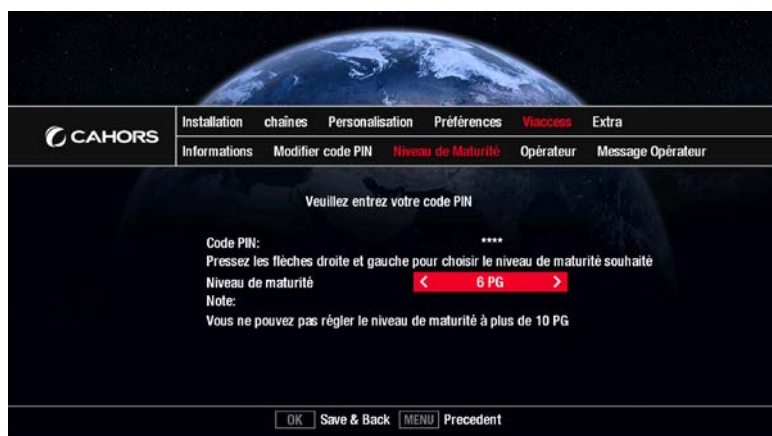 CAHORS
Installation chaînes Personalisation Préférences Viaccess Extra
Informations Modifier code PIN Niveau de Maturité Opérateur Message Opérateur
Veuillez entrez votre code PIN
Code PIN: ****
Pressez les flèches droite et gauche pour choisir le niveau de maturité souhaité
Niveau de maturité < 6 PG >
Note:
Vous ne pouvez pas régler le niveau de maturité à plus de 10 PG
OK Save & Back MENU Precedent